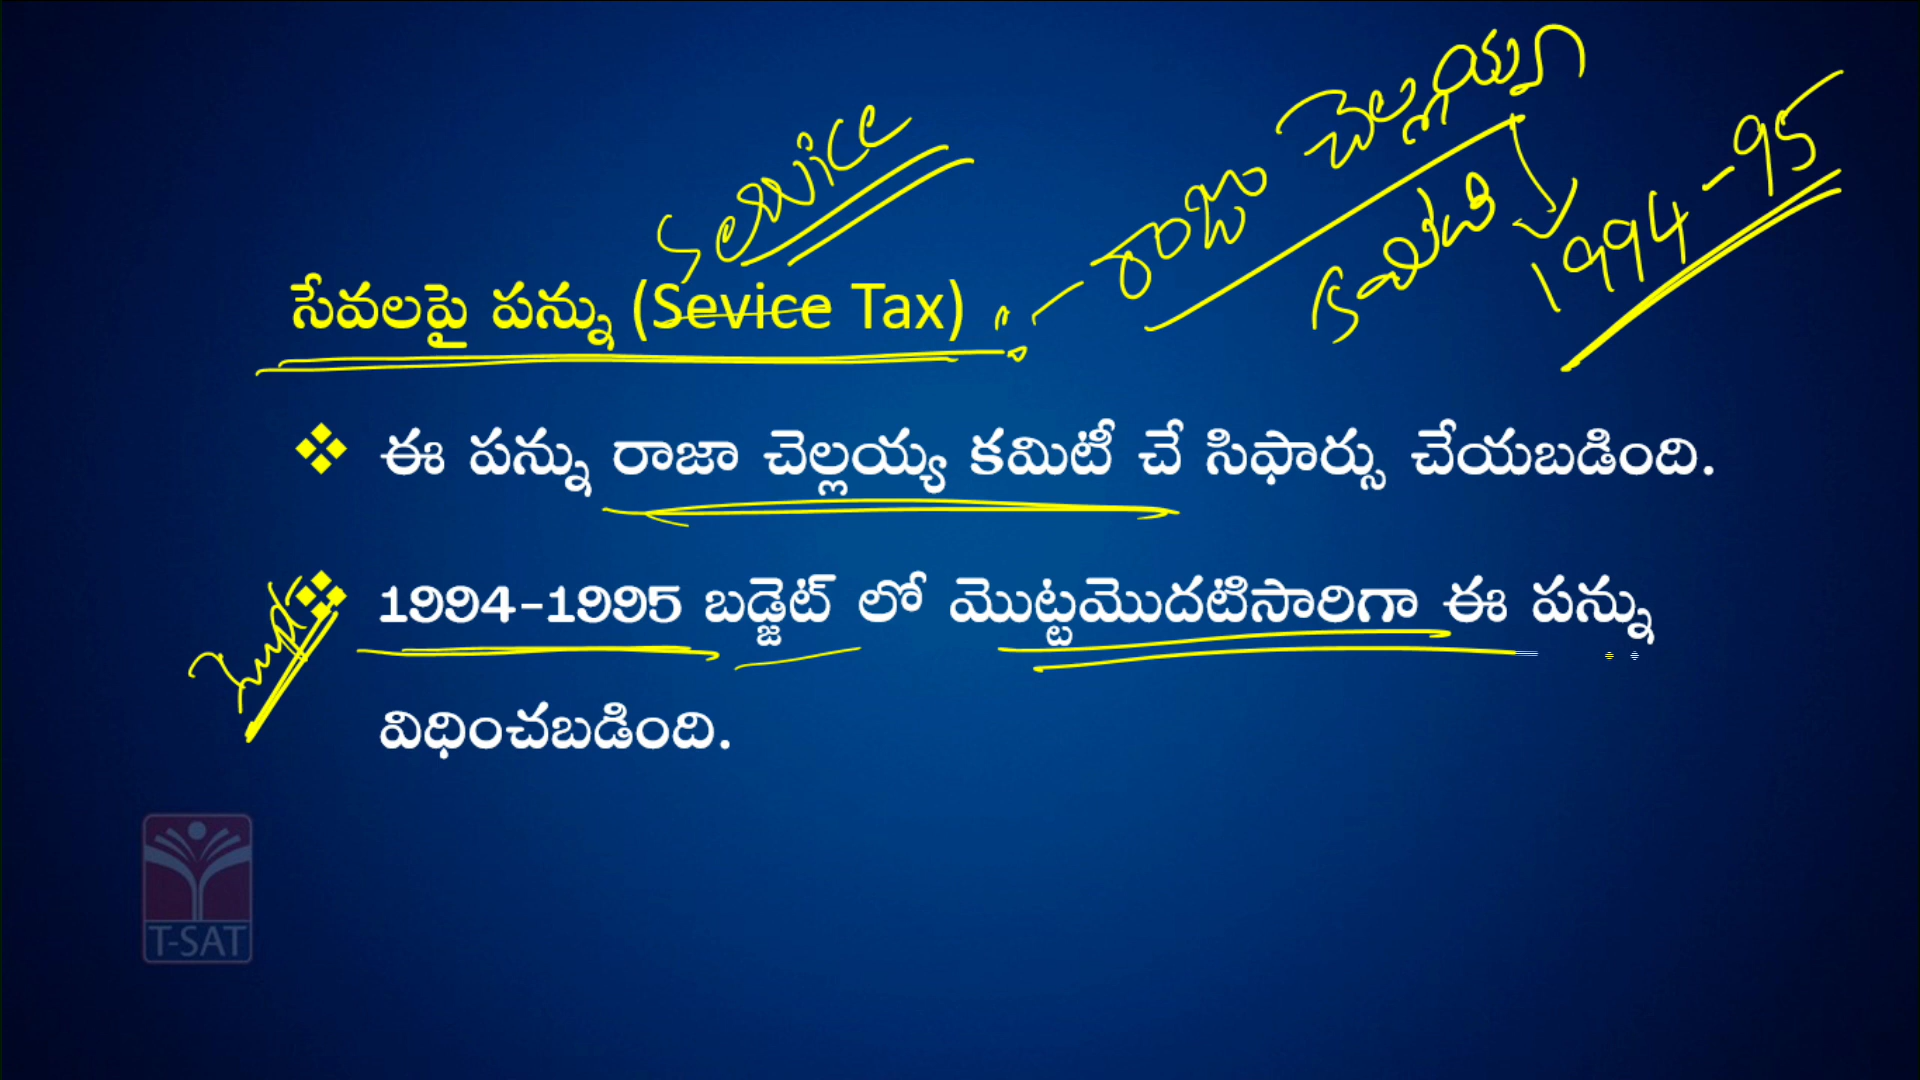 Service
రాజా చెల్లయ్యా
కమిటి
1994-95
సేవలపై పన్ను (Sevice Tax)
❖ ఈ పన్ను రాజా చెల్లయ్య కమిటీ చే సిఫార్సు చేయబడింది.
❖ 1994-1995 బడ్జెట్ లో మొట్టమొదటిసారిగా ఈ పన్ను
విధించబడింది.
T-SAT